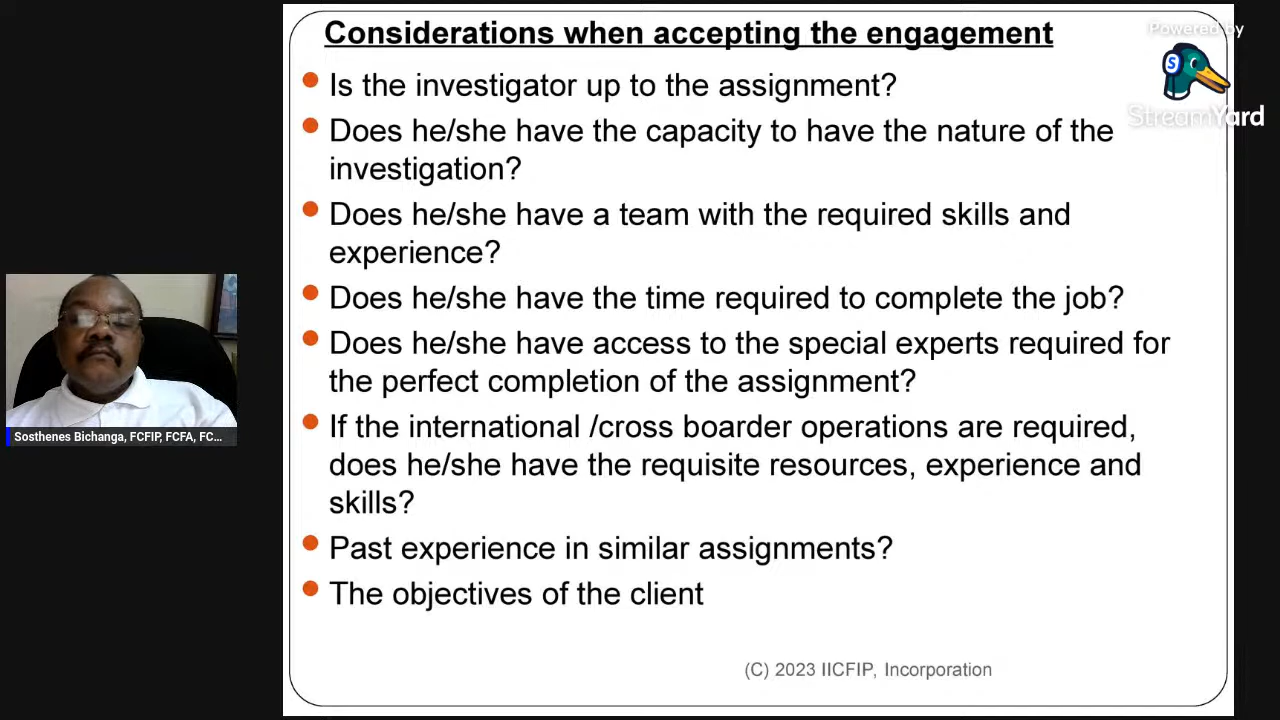 Considerations when accepting the engagement
Is the investigator up to the assignment?
Does he/she have the capacity to have the nature of the
investigation?
Does he/she have a team with the required skills and
experience?
Does he/she have the time required to complete the job?
Does he/she have access to the special experts required for
the perfect completion of the assignment?
If the international /cross boarder operations are required,
does he/she have the requisite resources, experience and
skills?
Past experience in similar assignments?
The objectives of the client
(C) 2023 IICFIP, Incorporation
Powered by
S
StreamYard
Sosthenes Bichanga, FCFIP, FCFA, FC...